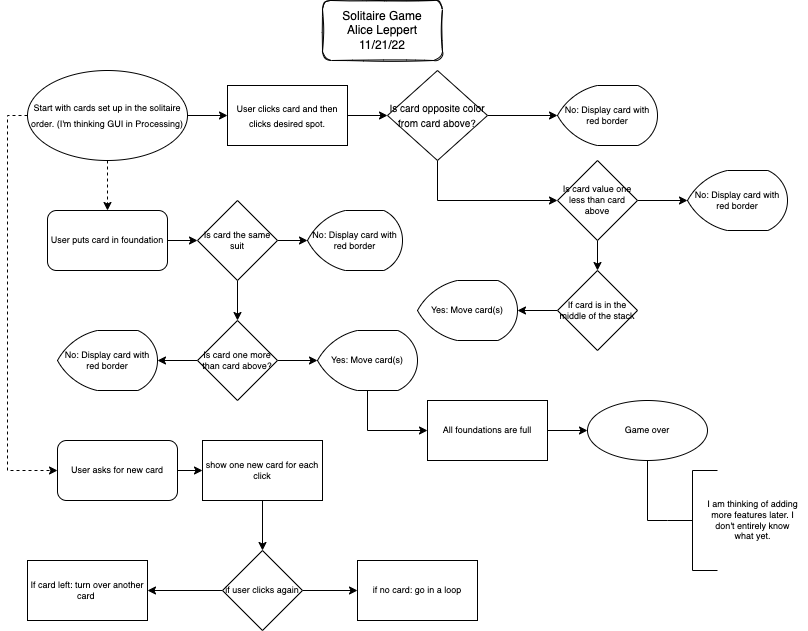 Solitaire Game
Alice Leppert
11/21/22
Start with cards set up in the solitaire
order. (I'm thinking GUI in Processing)
User clicks card and then
clicks desired spot.
Is card opposite color
from card above?
No: Display card with
red border
Is card value one
less than card
above
No: Display card with
red border
User puts card in foundation
Is card the same
suit
No: Display card with
red border
Yes: Move card(s)
If card is in the
middle of the stack
No: Display card with
red border
Is card one more
than card above?
Yes: Move card(s)
All foundations are full
Game over
User asks for new card
show one new card for each
click
I am thinking of adding
more features later. I
don't entirely know
what yet.
If card left: turn over another
card
if user clicks again
if no card: go in a loop